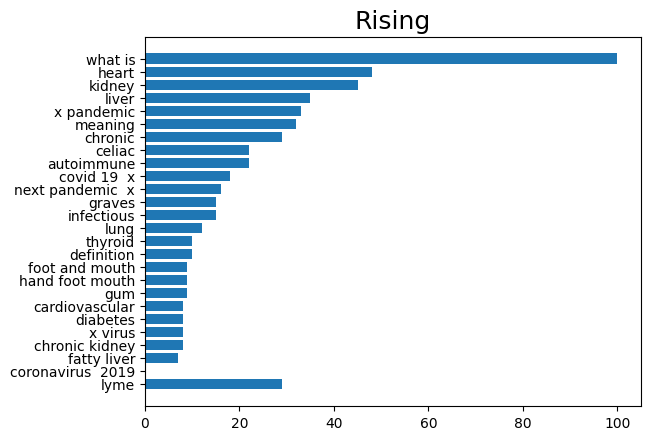 Rising
what is
heart
kidney
liver
x pandemic
meaning
chronic
celiac
autoimmune
covid 19  x
next pandemic  x
graves
infectious
lung
thyroid
definition
foot and mouth
hand foot mouth
gum
cardiovascular
diabetes
x virus
chronic kidney
fatty liver
coronavirus  2019
lyme
0 20 40 60 80 100